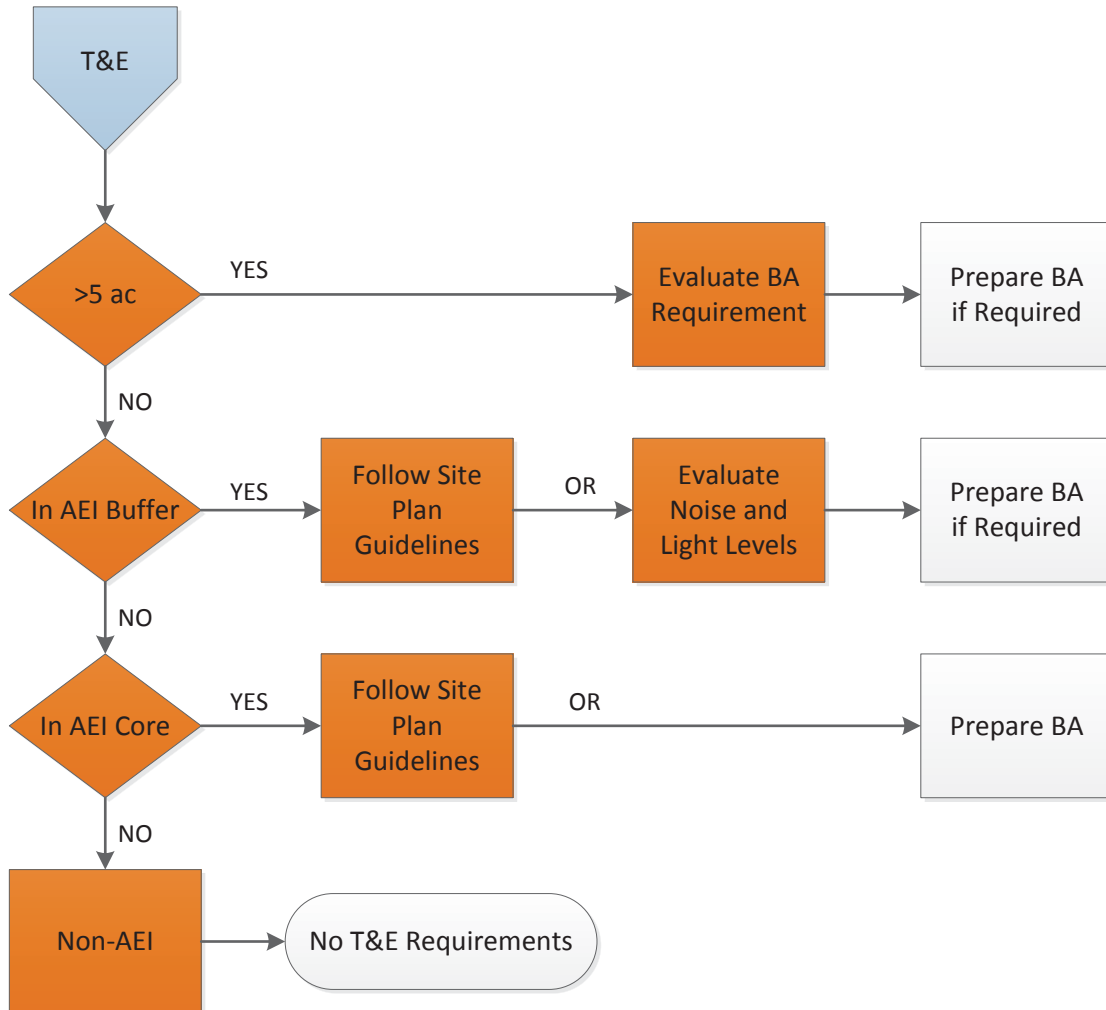 T&E
>5 ac
YES
Evaluate BA
Requirement
Prepare BA
if Required
NO
In AEI Buffer
YES
Follow Site
Plan
Guidelines
OR
Evaluate
Noise and
Light Levels
Prepare BA
if Required
NO
In AEI Core
YES
Follow Site
Plan
Guidelines
OR
Prepare BA
NO
Non-AEI
No T&E Requirements